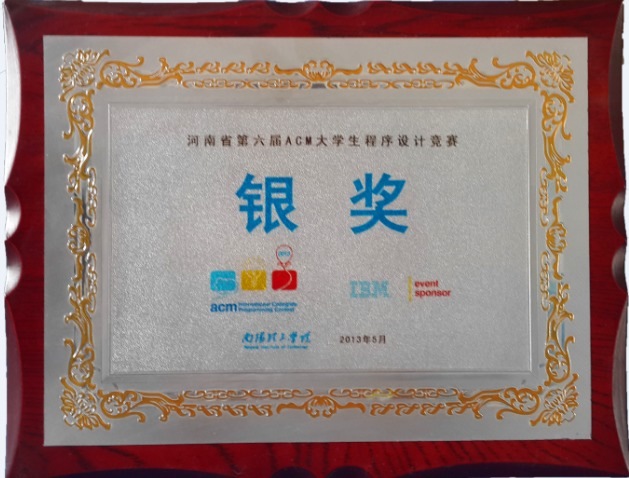 河南省第六届ACM大学生程序设计竞赛
银奖
2013
acm International Collegiate
Programming Contest
IBM
event
sponsor
南阳理工学院
Nanyang Institute of Technology
2013年5月